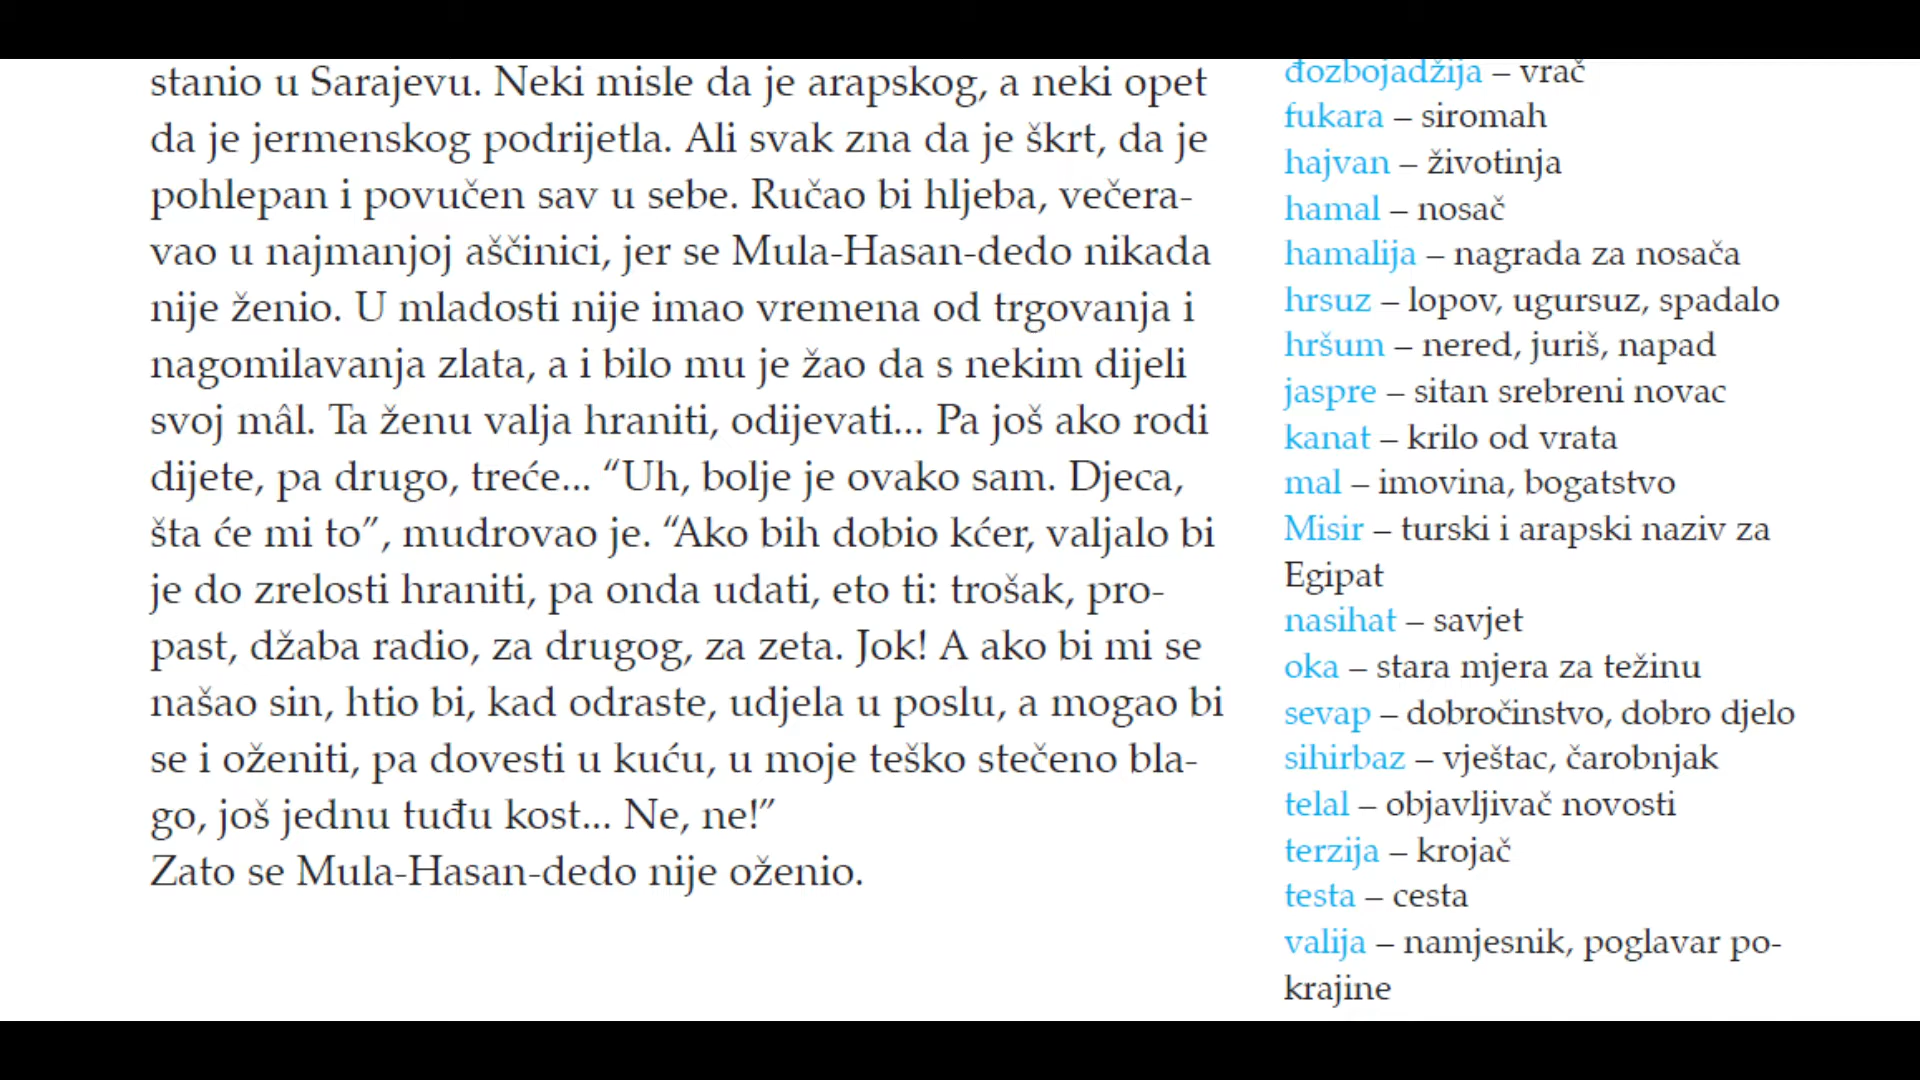 stanio u Sarajevu. Neki misle da je arapskog, a neki opet
da je jermenskog podrijetla. Ali svak zna da je škrt, da je
pohlepan i povučen sav u sebe. Ručao bi hljeba, večera-
vao u najmanjoj aščinici, jer se Mula-Hasan-dedo nikada
nije ženio. U mladosti nije imao vremena od trgovanja i
nagomilavanja zlata, a i bilo mu je žao da s nekim dijeli
svoj mâl. Ta ženu valja hraniti, odijevati... Pa još ako rodi
dijete, pa drugo, treće... “Uh, bolje je ovako sam. Djeca,
šta će mi to”, mudrovao je. “Ako bih dobio kćer, valjalo bi
je do zrelosti hraniti, pa onda udati, eto ti: trošak, pro-
past, džaba radio, za drugog, za zeta. Jok! A ako bi mi se
našao sin, htio bi, kad odraste, udjela u poslu, a mogao bi
se i oženiti, pa dovesti u kuću, u moje teško stečeno bla-
go, još jednu tuđu kost... Ne, ne!”
Zato se Mula-Hasan-dedo nije oženio.
đozbojadžija – vrač
fukara – siromah
hajvan – životinja
hamal – nosač
hamalija – nagrada za nosača
hrsuz – lopov, ugursuz, spadalo
hršum – nered, juriš, napad
jaspre – sitan srebreni novac
kanat – krilo od vrata
mal – imovina, bogatstvo
Misir – turski i arapski naziv za
Egipat
nasihat – savjet
oka – stara mjera za težinu
sevap – dobročinstvo, dobro djelo
sihirbaz – vještac, čarobnjak
telal – objavljivač novosti
terzija – krojač
testa – cesta
valija – namjesnik, poglavar po-
krajine